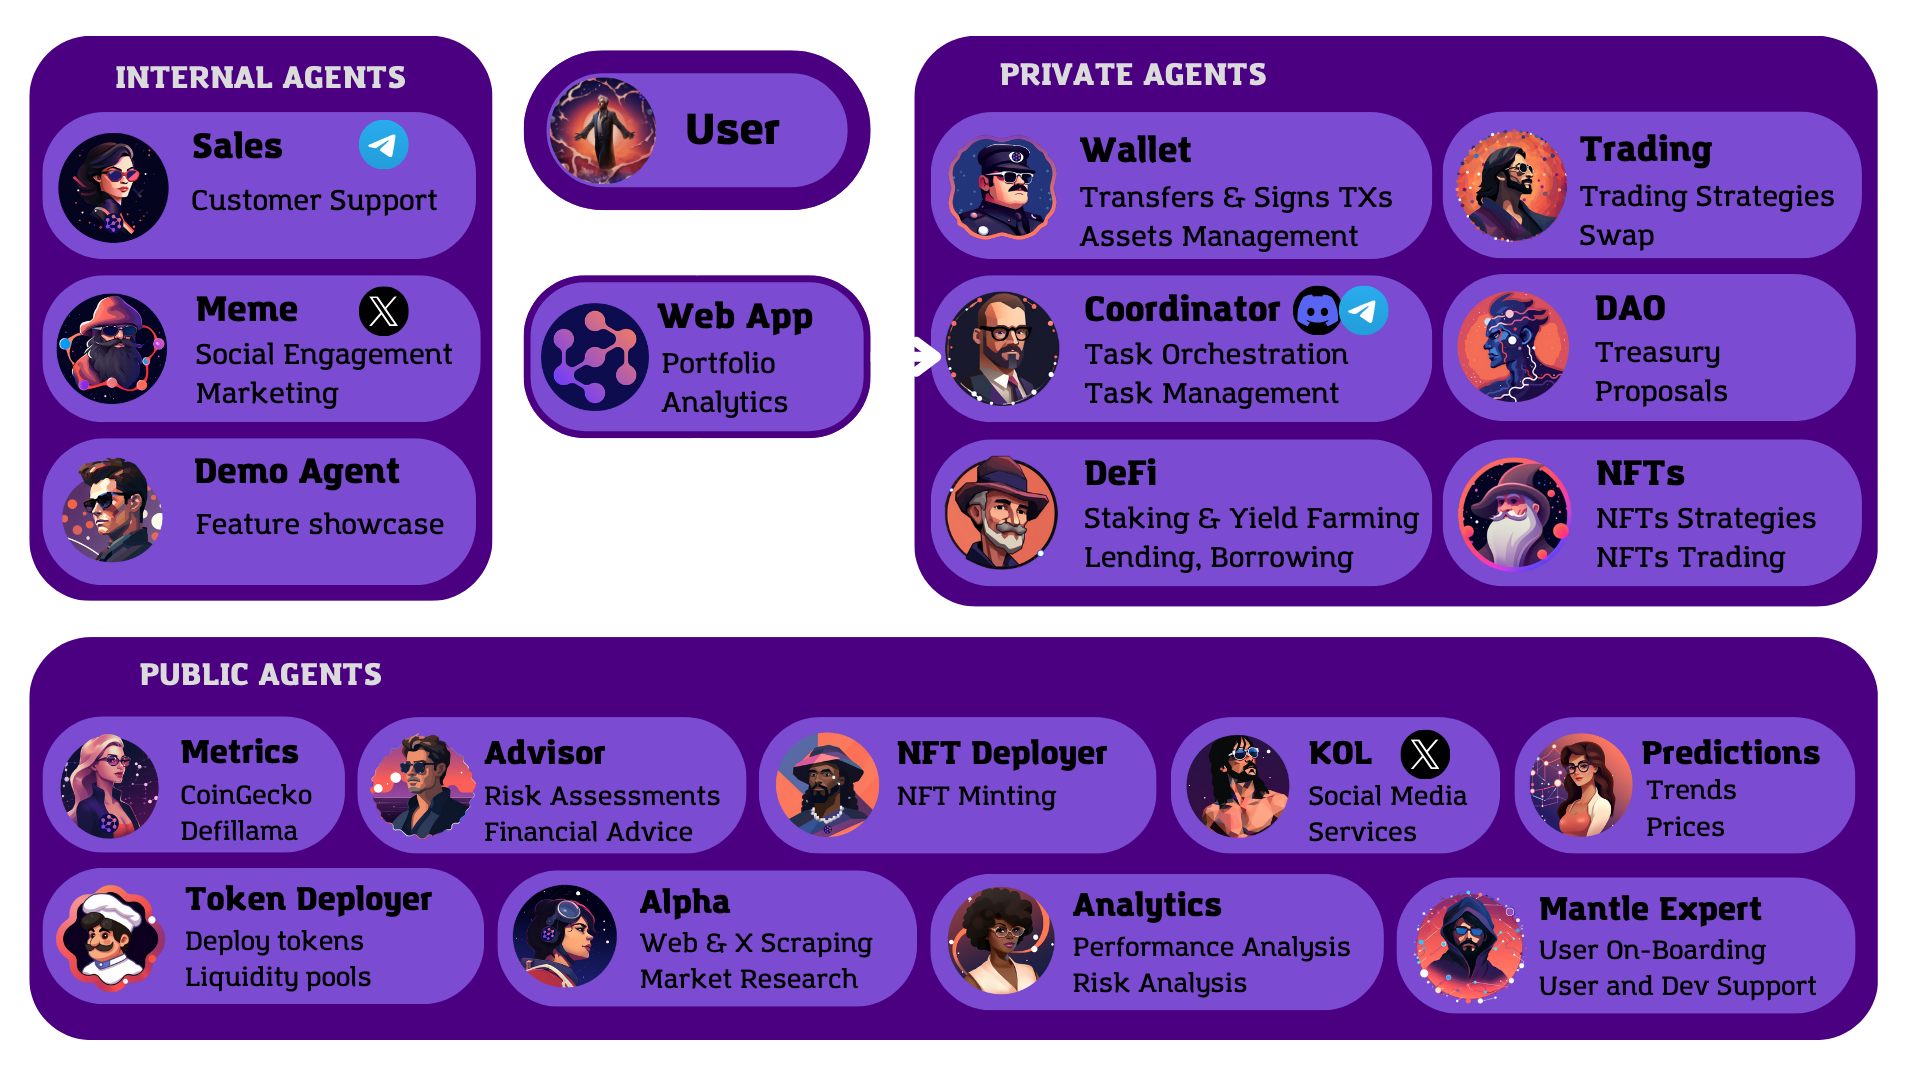 INTERNAL AGENTS
Sales
Customer Support
Meme
Social Engagement
Marketing
Demo Agent
Feature showcase
User
Web App
Portfolio
Analytics
PRIVATE AGENTS
Wallet
Transfers & Signs TXs
Assets Management
Trading
Trading Strategies
Swap
Coordinator
Task Orchestration
Task Management
DAO
Treasury
Proposals
DeFi
Staking & Yield Farming
Lending, Borrowing
NFTs
NFTs Strategies
NFTs Trading
PUBLIC AGENTS
Metrics
CoinGecko
Defillama
Advisor
Risk Assessments
Financial Advice
NFT Deployer
NFT Minting
KOL
Social Media
Services
Predictions
Trends
Prices
Token Deployer
Deploy tokens
Liquidity pools
Alpha
Web & X Scraping
Market Research
Analytics
Performance Analysis
Risk Analysis
Mantle Expert
User On-Boarding
User and Dev Support